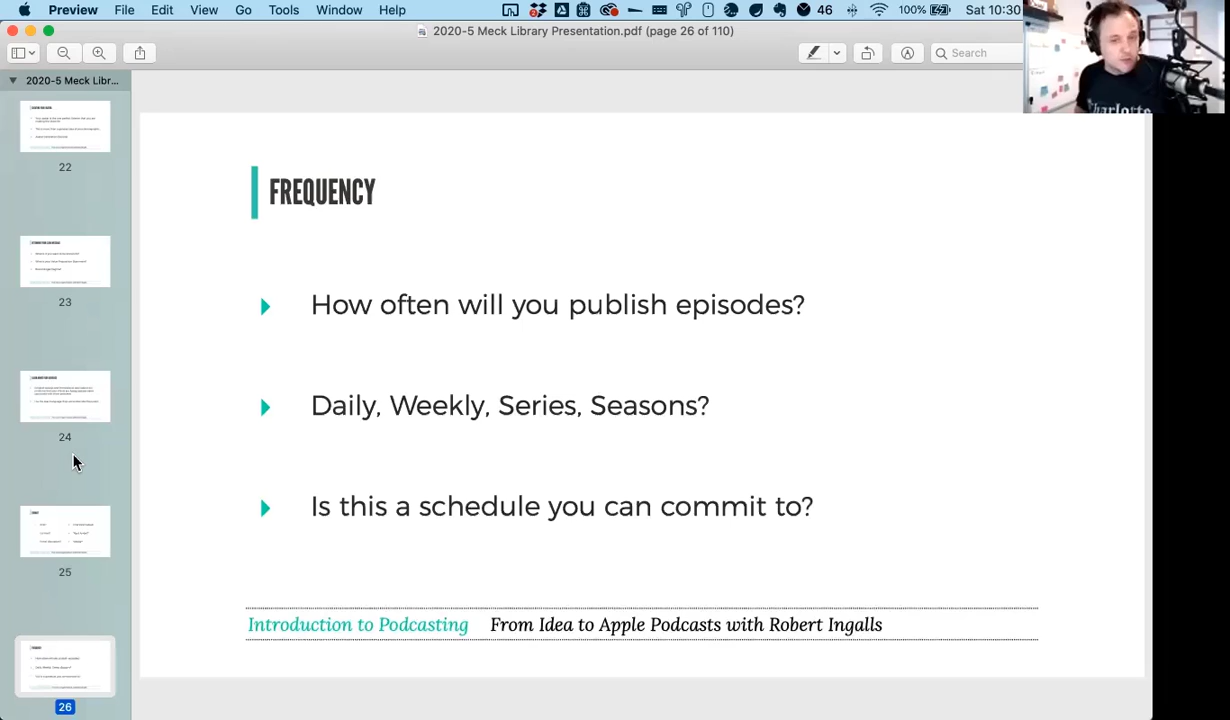 Preview File Edit View Go Tools Window Help 46 100% Sat 10:30
2020-5 Meck Library Presentation.pdf (page 26 of 110)
Search
2020-5 Meck Libr...
Charlotte
22
23
24
25
26
FREQUENCY
How often will you publish episodes?
Daily, Weekly, Series, Seasons?
Is this a schedule you can commit to?
Introduction to Podcasting From Idea to Apple Podcasts with Robert Ingalls